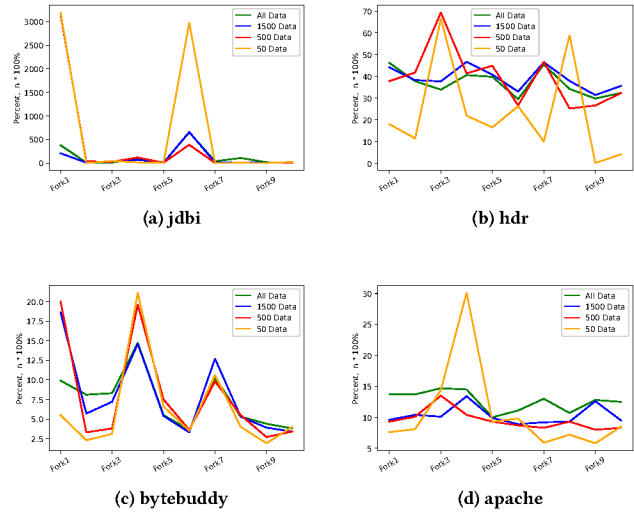 All Data
1500 Data
500 Data
50 Data
Percent, n *100%
3000
2500
2000
1500
1000
500
0
Fork1
Fork3
Fork5
Fork7
Fork9
(a) jdbi
All Data
1500 Data
500 Data
50 Data
Percent, n *100%
70
60
50
40
30
20
10
0
Fork1
Fork3
Fork5
Fork7
Fork9
(b) hdr
All Data
1500 Data
500 Data
50 Data
Percent, n *100%
20.0
17.5
15.0
12.5
10.0
7.5
5.0
2.5
Fork1
Fork3
Fork5
Fork7
Fork9
(c) bytebuddy
All Data
1500 Data
500 Data
50 Data
Percent, n *100%
30
25
20
15
10
5
Fork1
Fork3
Fork5
Fork7
Fork9
(d) apache